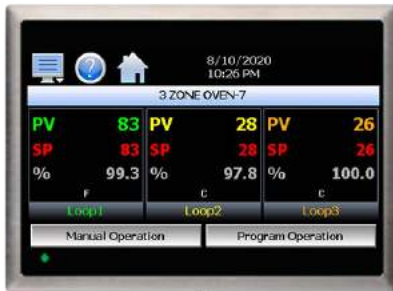 8/10/2020
10:26 PM
3 ZONE OVEN-7
PV 83 PV 28 PV 26
SP 83 SP 28 SP 26
% 99.3 % 97.8 % 100.0
F C C
Loop1 Loop2 Loop3
Manual Operation Program Operation